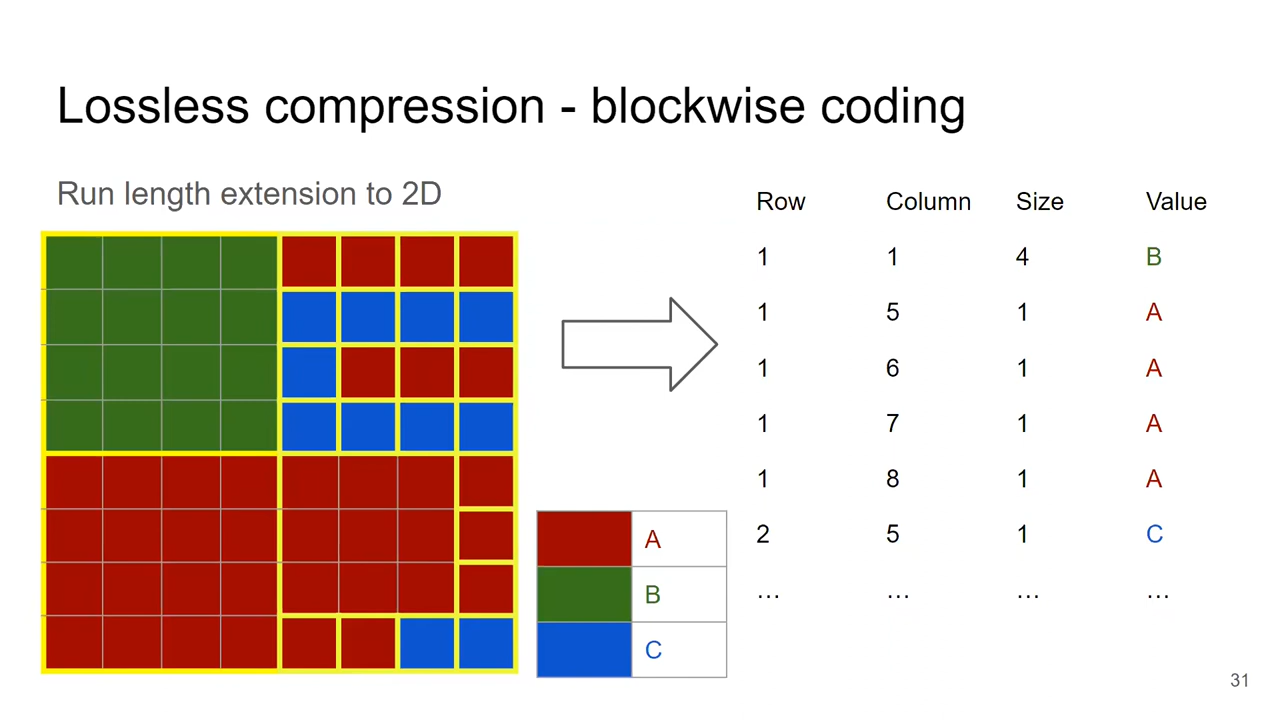 Lossless compression - blockwise coding
Run length extension to 2D
Row Column Size Value
1 1 4 B
1 5 1 A
1 6 1 A
1 7 1 A
1 8 1 A
2 5 1 C
... ... ... ...
A
B
C
31